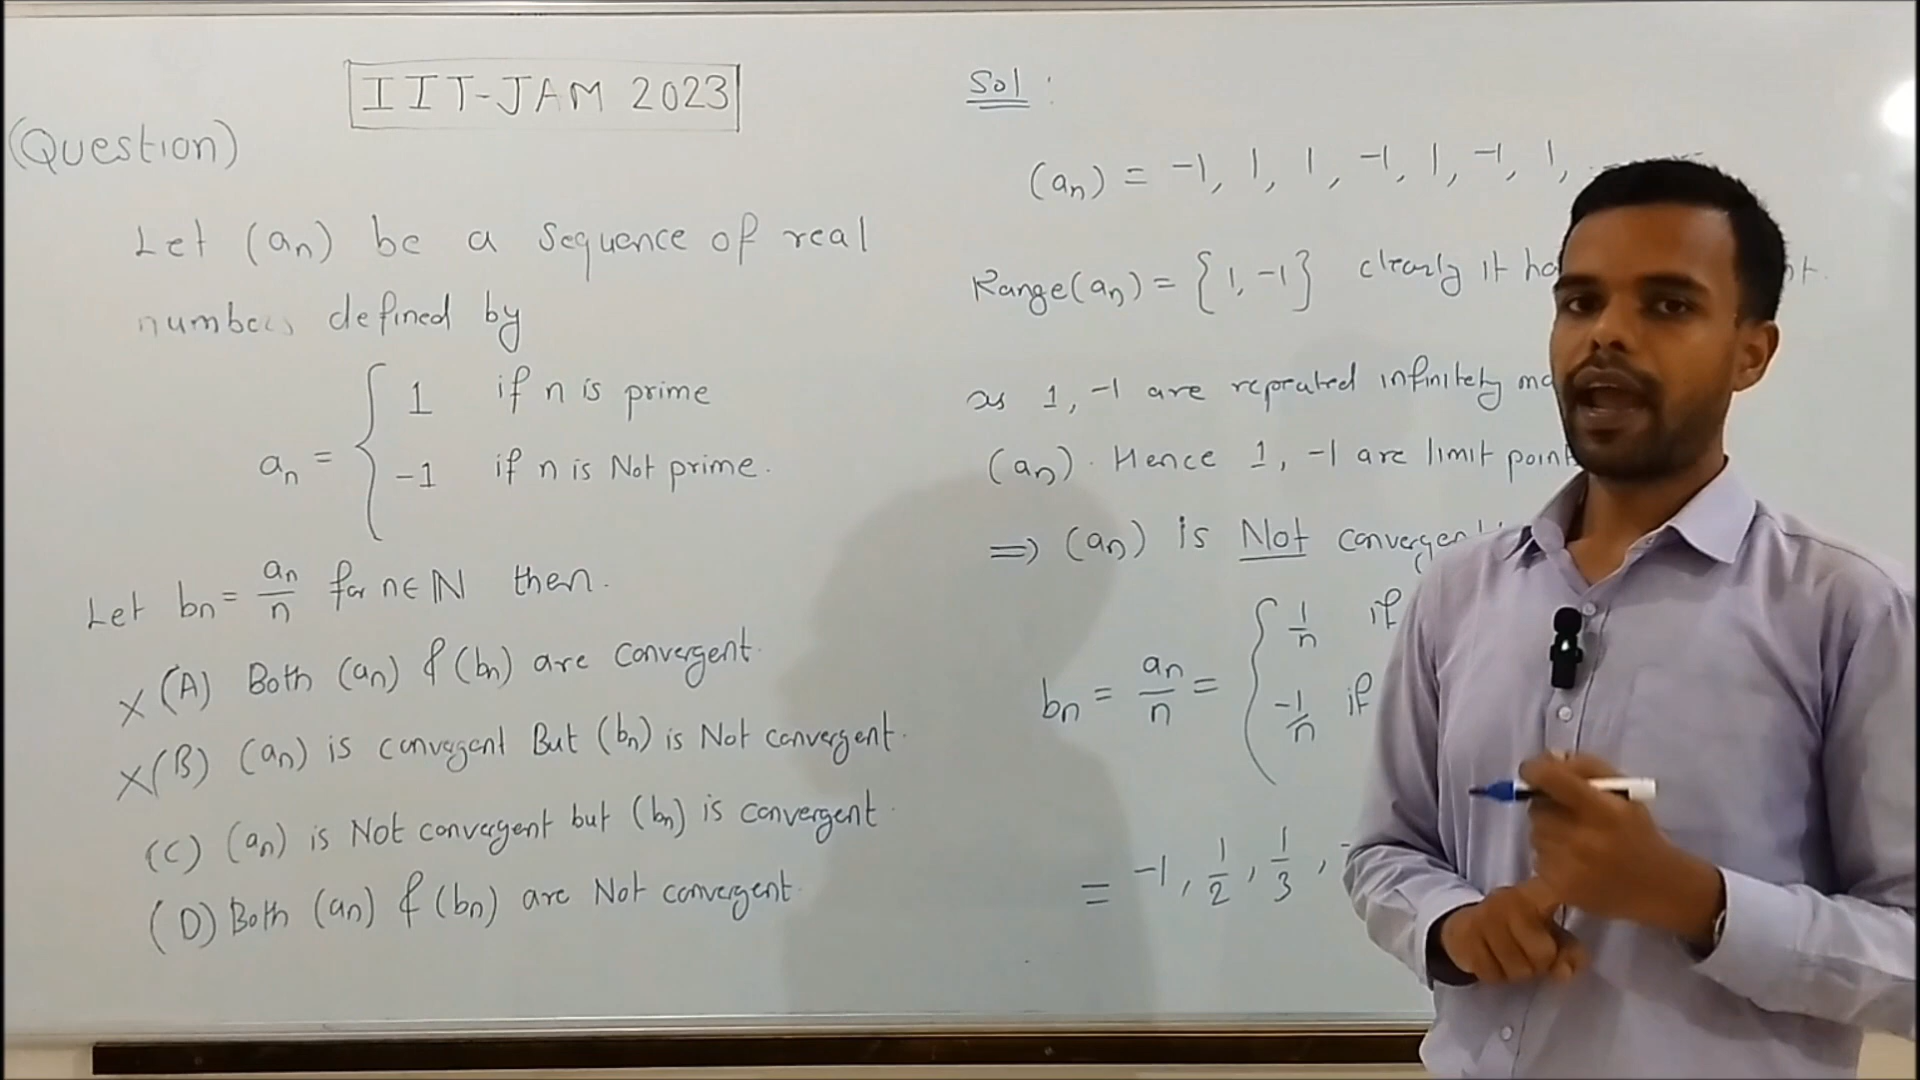 IIT-JAM 2023
(Question)
Let (an) be a sequence of real
numbers defined by
an = { 1 if n is prime
-1 if n is Not prime.
Let bn = an/n for n∈ℕ then.
X (A) Both (an) & (bn) are convergent.
X (B) (an) is convergent But (bn) is Not convergent.
(C) (an) is Not convergent but (bn) is convergent.
(D) Both (an) & (bn) are Not convergent.
Sol :
(an) = -1, 1, 1, -1, 1, -1, 1, ...
Range(an) = {1, -1} clearly it
as 1, -1 are repeated infinitely
(an). Hence 1, -1 are limit
⇒ (an) is Not
bn = an/n = { 1/n if
-1/n if
= -1, 1/2, 1/3,